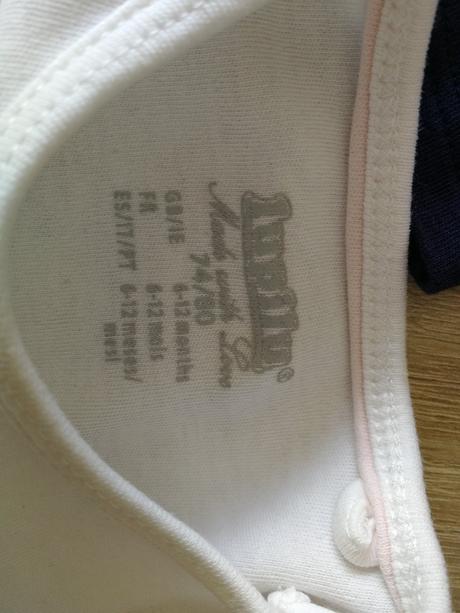 lupilu®
Made with Love
74/80
GB/IE 6-12 months
FR 6-12 mois
ES/IT/PT 6-12 meses/
mesi